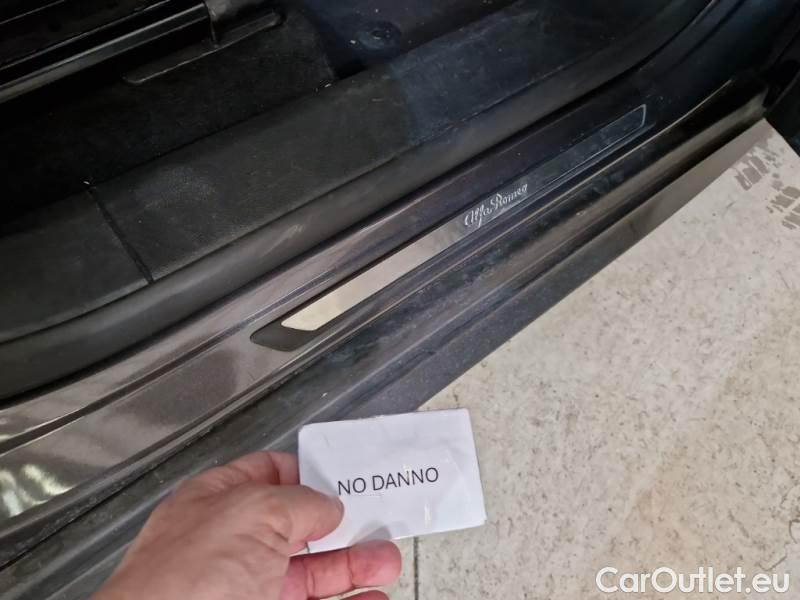 Alfa Romeo
NO DANNO
CarOutlet.eu